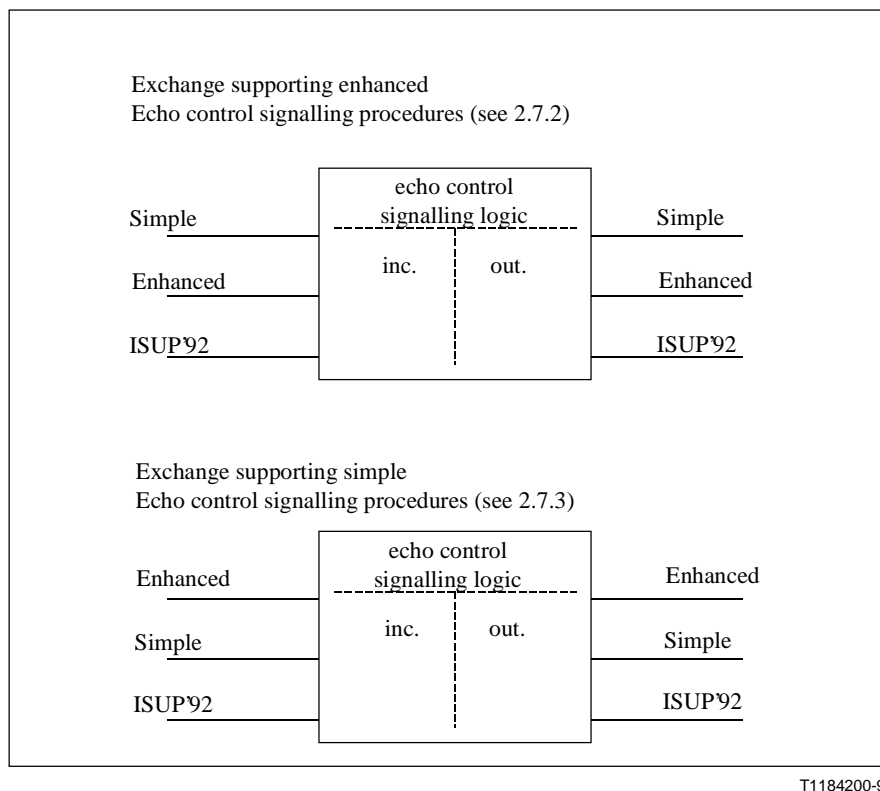 Exchange supporting enhanced
Echo control signalling procedures (see 2.7.2)
echo control
signalling logic
Simple
Simple
inc.
out.
Enhanced
Enhanced
ISUP'92
ISUP'92
Exchange supporting simple
Echo control signalling procedures (see 2.7.3)
echo control
signalling logic
Enhanced
Enhanced
inc.
out.
Simple
Simple
ISUP'92
ISUP'92
T1184200-9